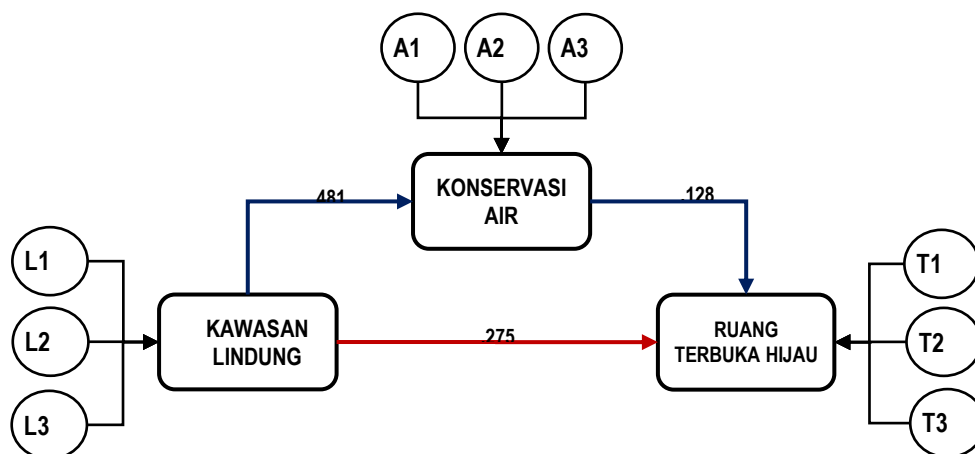 A1 A2 A3
KONSERVASI
AIR
.481
.128
L1
L2
L3
KAWASAN
LINDUNG
.275
RUANG
TERBUKA HIJAU
T1
T2
T3